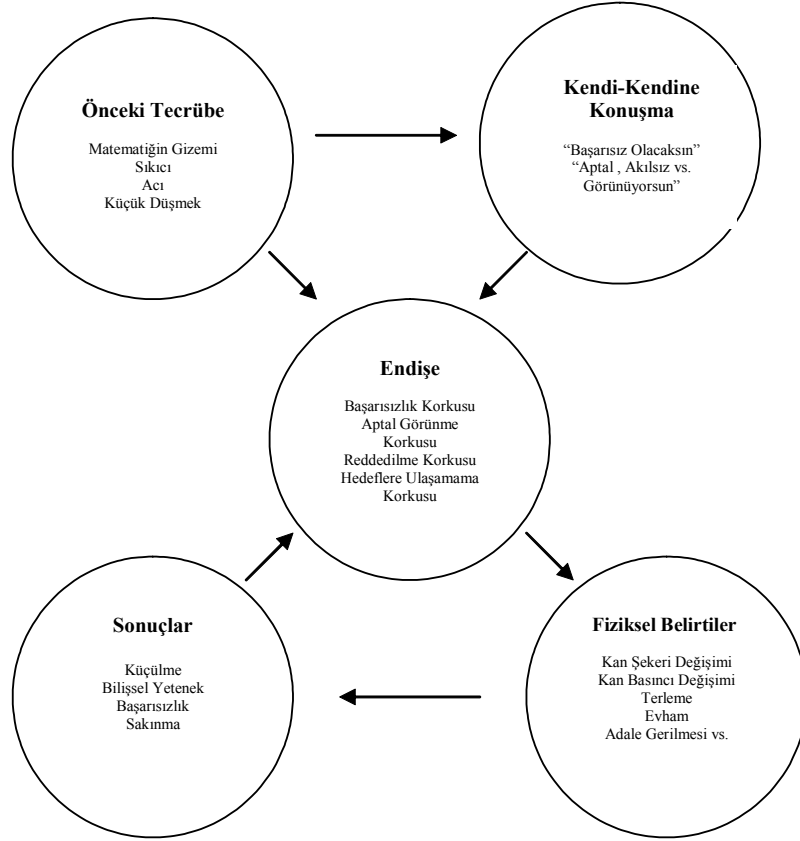 Önceki Tecrübe
Matematiğin Gizemi
Sıkıcı
Acı
Küçük Düşmek
Kendi-Kendine
Konuşma
“Başarısız Olacaksın”
“Aptal , Akılsız vs.
Görünüyorsun”
Endişe
Başarısızlık Korkusu
Aptal Görünme
Korkusu
Reddedilme Korkusu
Hedeflere Ulaşamama
Korkusu
Sonuçlar
Küçülme
Bilişsel Yetenek
Başarısızlık
Sakınma
Fiziksel Belirtiler
Kan Şekeri Değişimi
Kan Basıncı Değişimi
Terleme
Evham
Adale Gerilmesi vs.